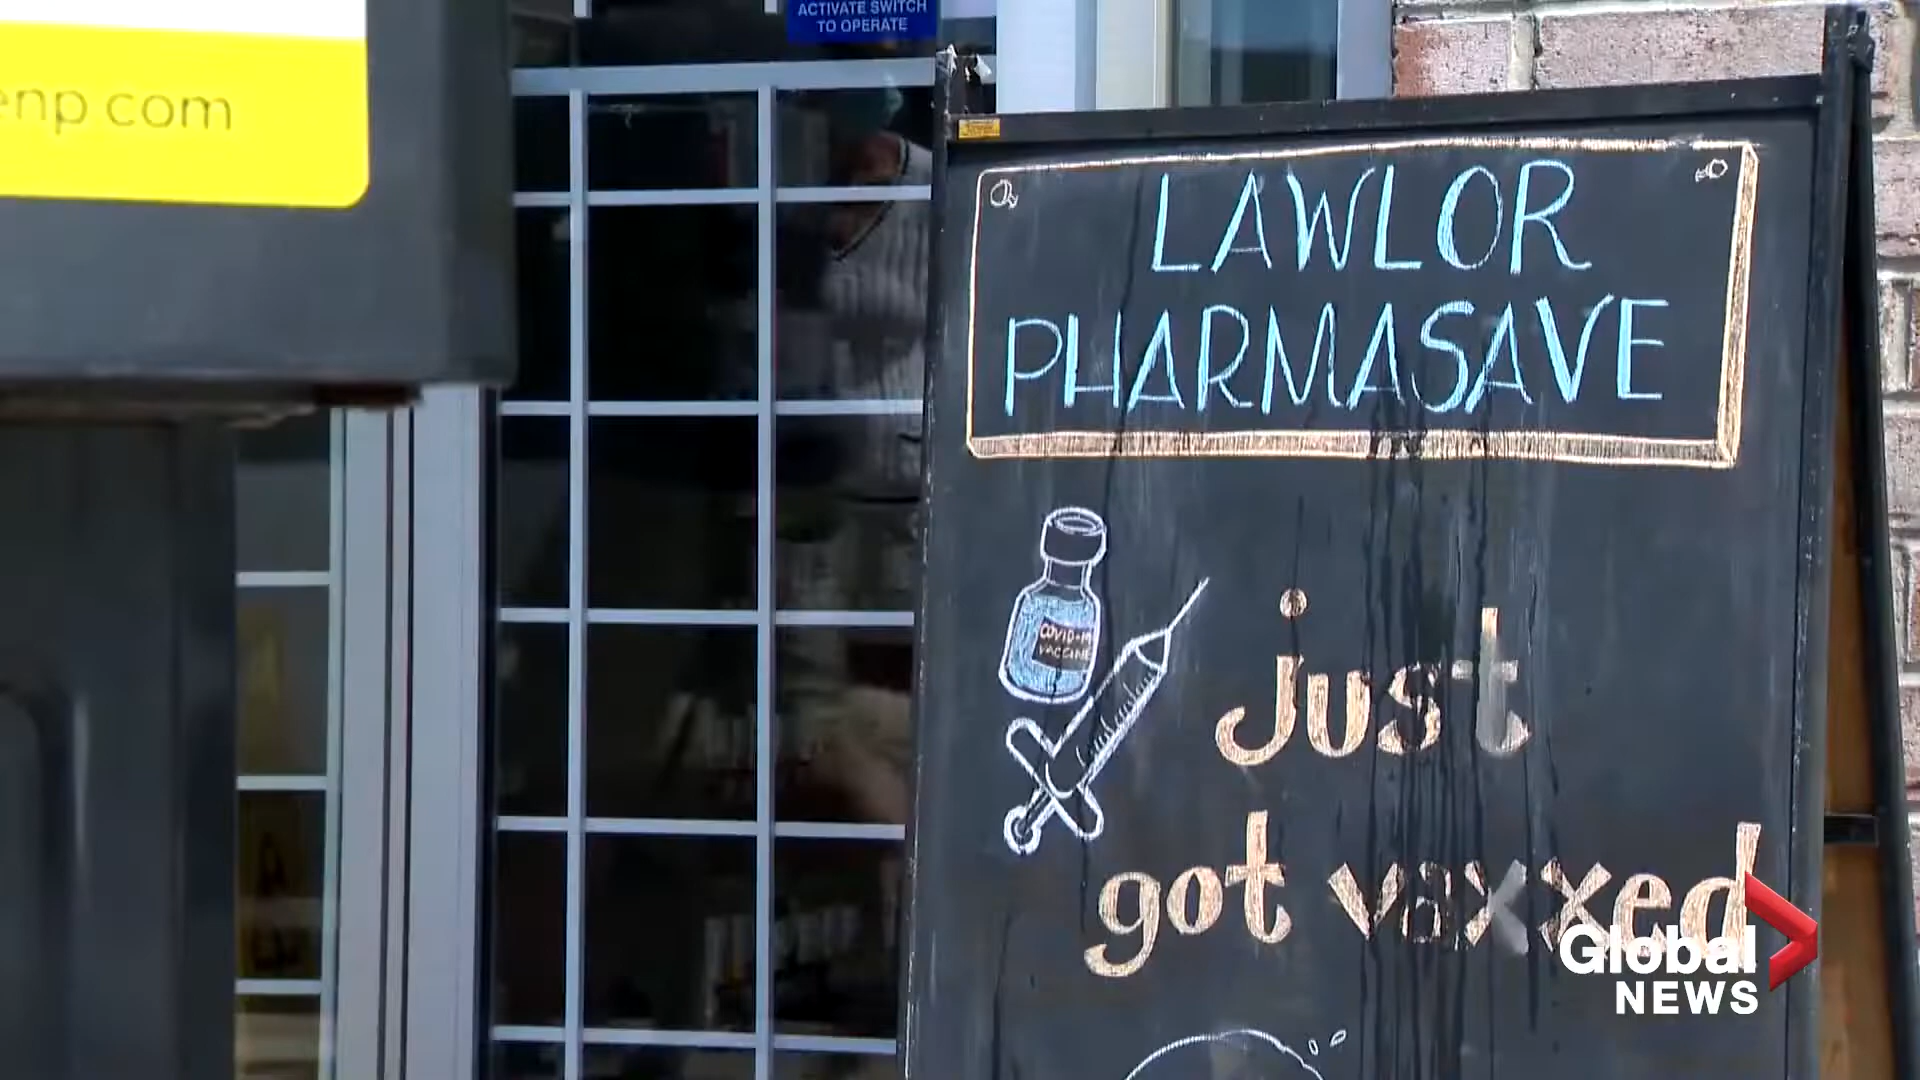 ACTIVATE SWITCH
TO OPERATE
enp com
LAWLOR
PHARMASAVE
COVID-19
VACCINE
just
got vaxxed
Global
NEWS